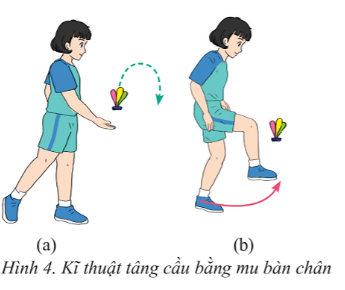 (a) (b)
Hình 4. Kĩ thuật tâng cầu bằng mu bàn chân